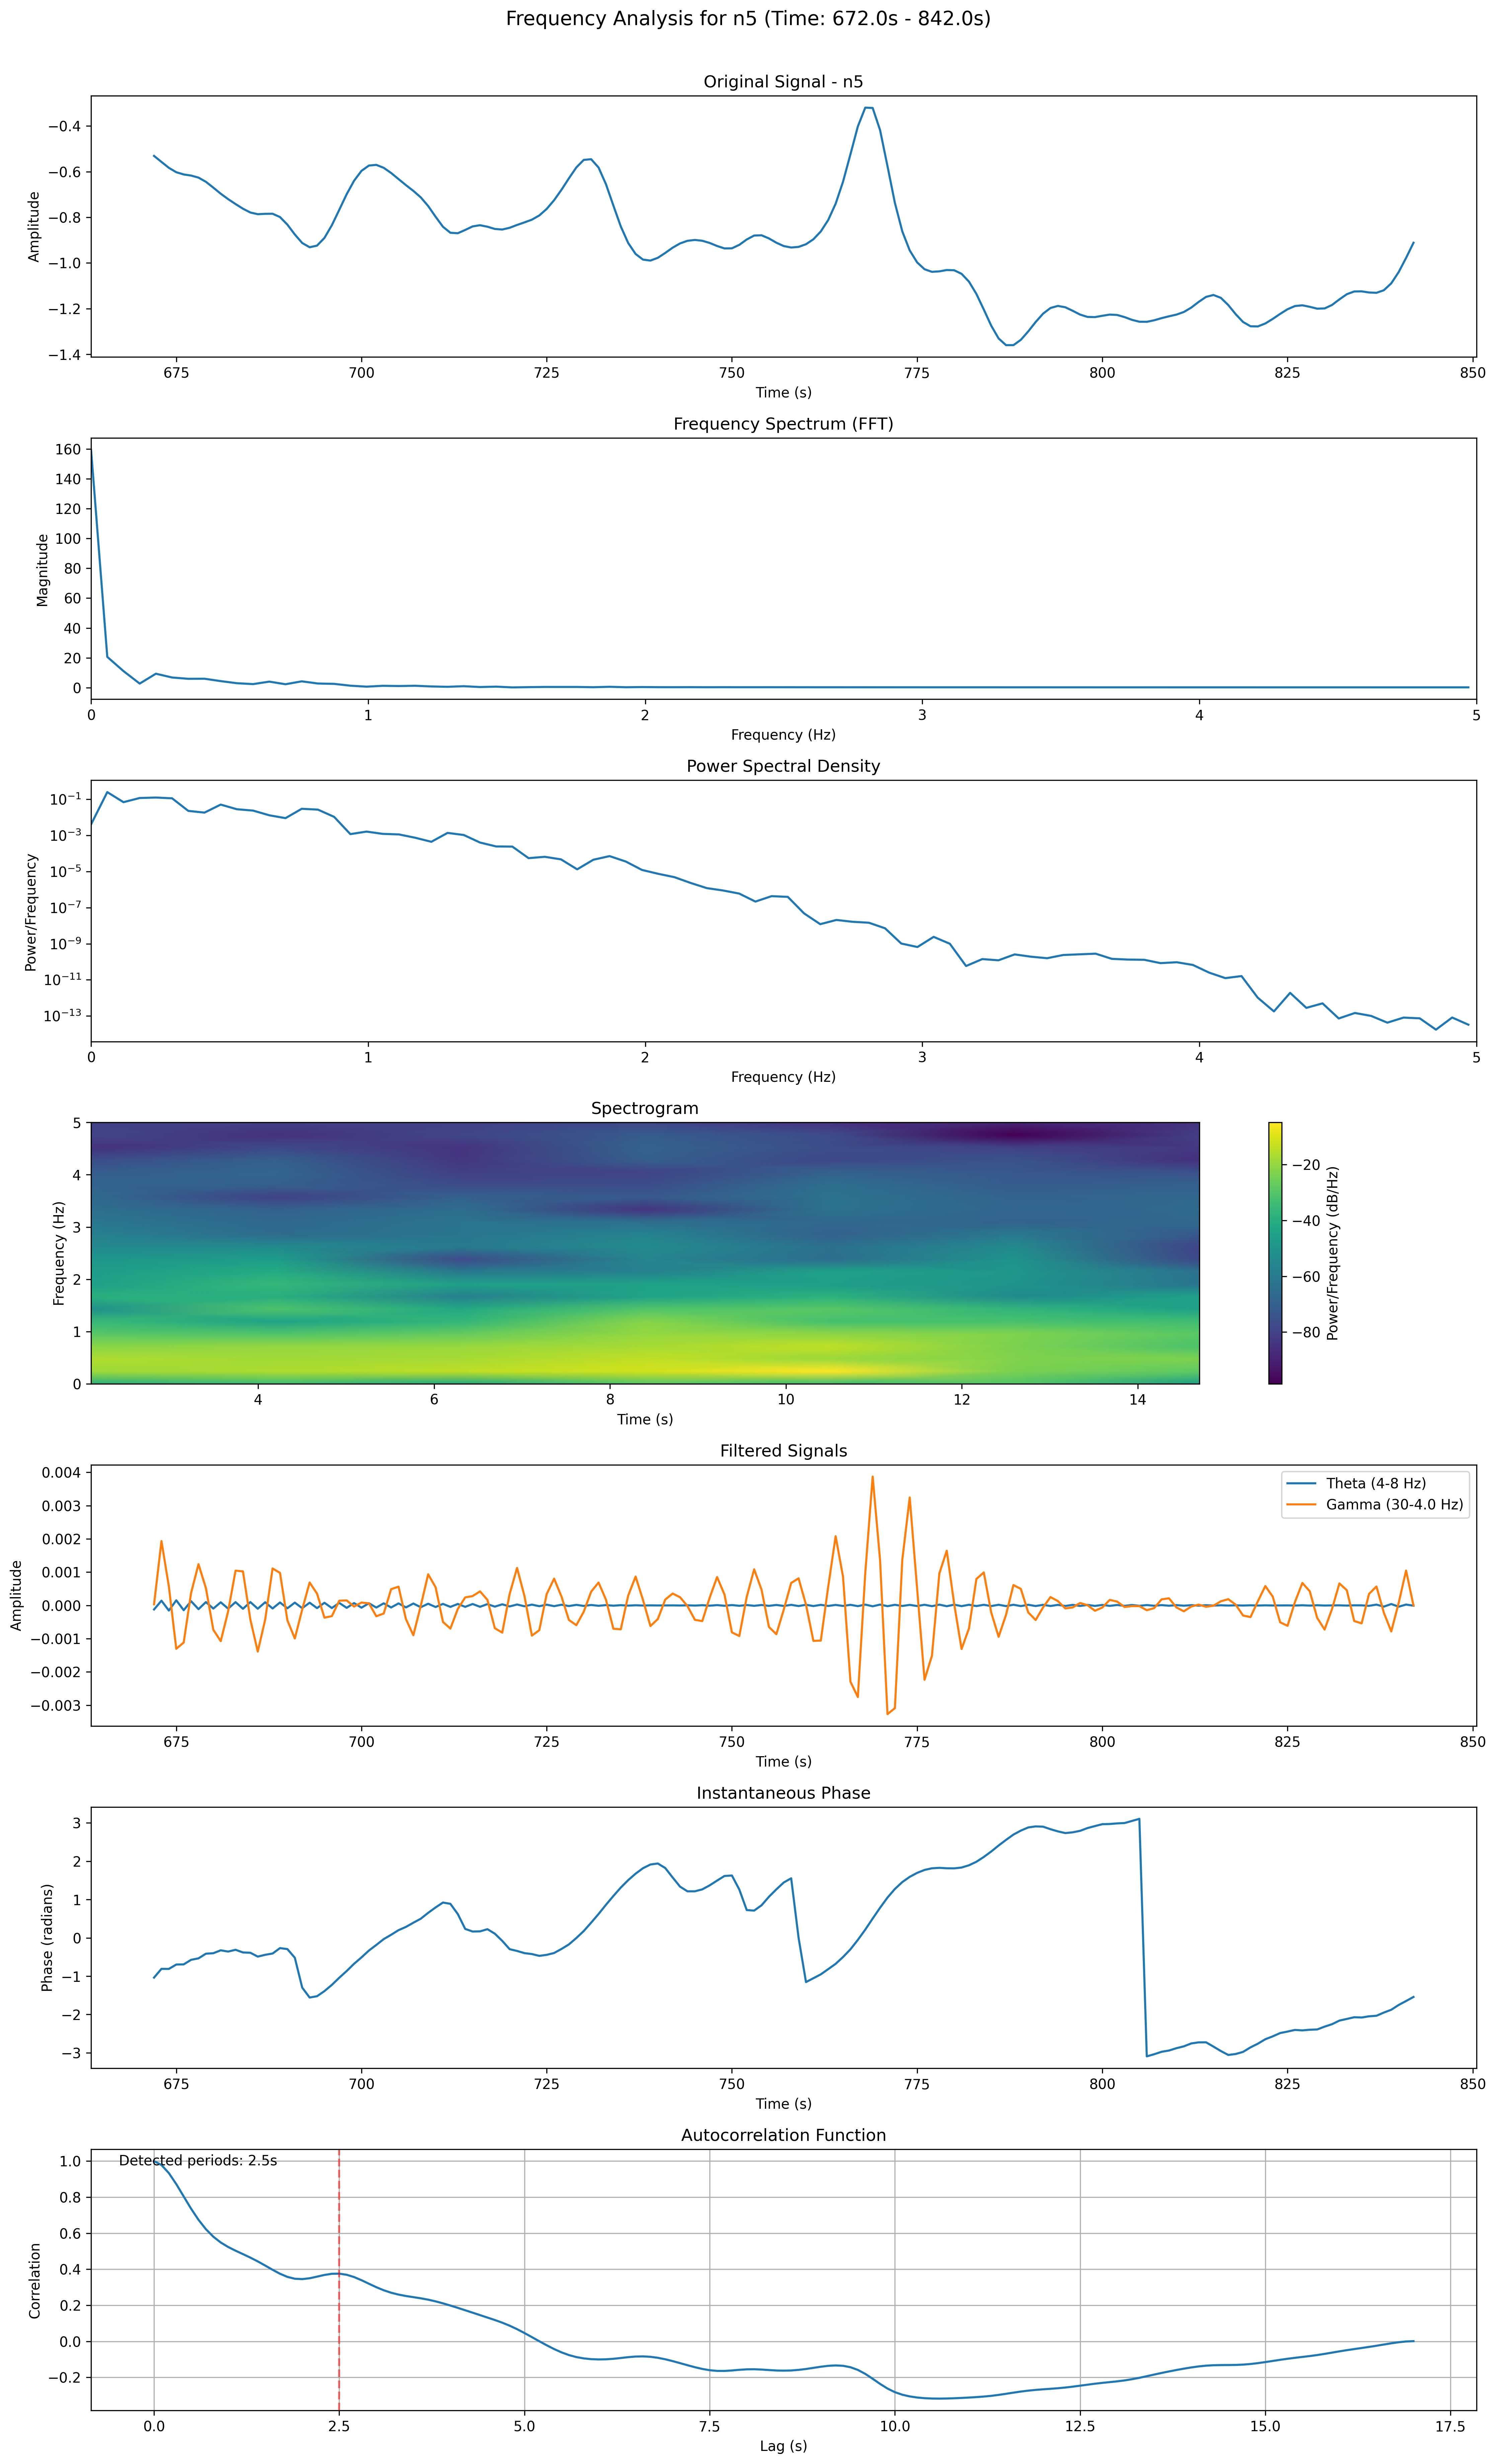 Frequency Analysis for n5 (Time: 672.0s - 842.0s)
Original Signal - n5
Amplitude
−0.4
−0.6
−0.8
−1.0
−1.2
−1.4
675 700 725 750 775 800 825 850
Time (s)
Frequency Spectrum (FFT)
Magnitude
160
140
120
100
80
60
40
20
0
0 1 2 3 4 5
Frequency (Hz)
Power Spectral Density
Power/Frequency
10⁻¹
10⁻³
10⁻⁵
10⁻⁷
10⁻⁹
10⁻¹¹
10⁻¹³
0 1 2 3 4 5
Frequency (Hz)
Spectrogram
Frequency (Hz)
5
4
3
2
1
0
4 6 8 10 12 14
Time (s)
−20
−40
−60
−80
Power/Frequency (dB/Hz)
Filtered Signals
Amplitude
0.004
0.003
0.002
0.001
0.000
−0.001
−0.002
−0.003
Theta (4-8 Hz)
Gamma (30-4.0 Hz)
675 700 725 750 775 800 825 850
Time (s)
Instantaneous Phase
Phase (radians)
3
2
1
0
−1
−2
−3
675 700 725 750 775 800 825 850
Time (s)
Autocorrelation Function
Detected periods: 2.5s
Correlation
1.0
0.8
0.6
0.4
0.2
0.0
−0.2
0.0 2.5 5.0 7.5 10.0 12.5 15.0 17.5
Lag (s)